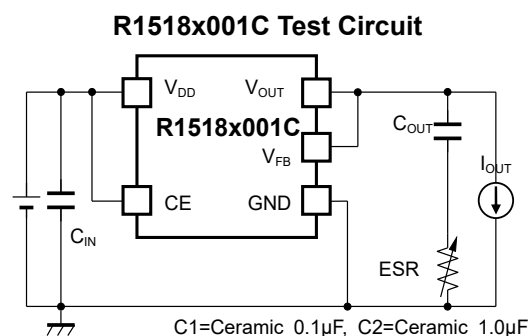 R1518x001C Test Circuit
VDD
VOUT
R1518x001C
VFB
COUT
IOUT
CE
GND
CIN
ESR
C1=Ceramic 0.1µF, C2=Ceramic 1.0µF